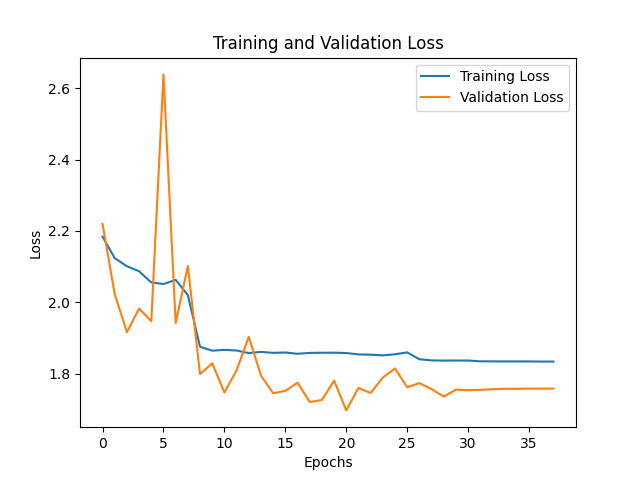 Training and Validation Loss
Training Loss
Validation Loss
2.6
2.4
2.2
2.0
1.8
Loss
0 5 10 15 20 25 30 35
Epochs